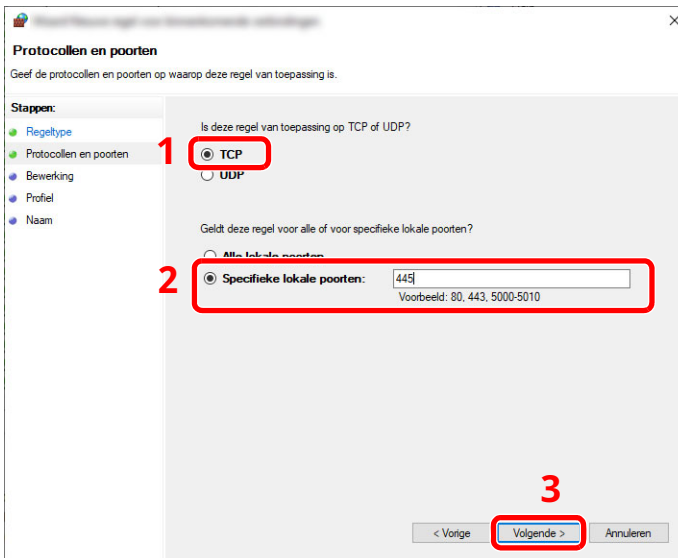 Protocollen en poorten
Geef de protocollen en poorten op waarop deze regel van toepassing is.
Stappen:
Regeltype
Protocollen en poorten
Bewerking
Profiel
Naam
Is deze regel van toepassing op TCP of UDP?
1
TCP
UDP
Geldt deze regel voor alle of voor specifieke lokale poorten?
Alle lokale poorten
2
Specifieke lokale poorten: 445
Voorbeeld: 80, 443, 5000-5010
3
< Vorige Volgende > Annuleren